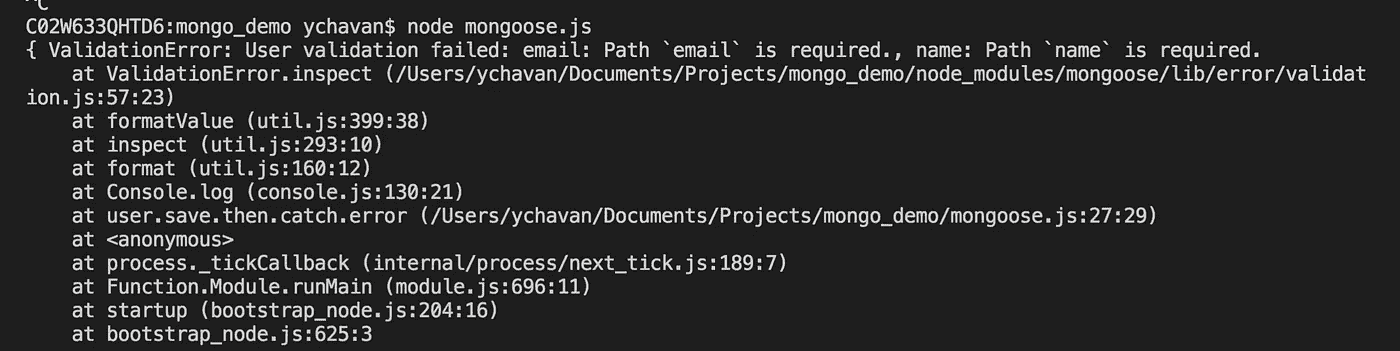 ^C
C02W633QHTD6:mongo_demo ychavan$ node mongoose.js
{ ValidationError: User validation failed: email: Path `email` is required., name: Path `name` is required.
    at ValidationError.inspect (/Users/ychavan/Documents/Projects/mongo_demo/node_modules/mongoose/lib/error/validat
ion.js:57:23)
    at formatValue (util.js:399:38)
    at inspect (util.js:293:10)
    at format (util.js:160:12)
    at Console.log (console.js:130:21)
    at user.save.then.catch.error (/Users/ychavan/Documents/Projects/mongo_demo/mongoose.js:27:29)
    at <anonymous>
    at process._tickCallback (internal/process/next_tick.js:189:7)
    at Function.Module.runMain (module.js:696:11)
    at startup (bootstrap_node.js:204:16)
    at bootstrap_node.js:625:3